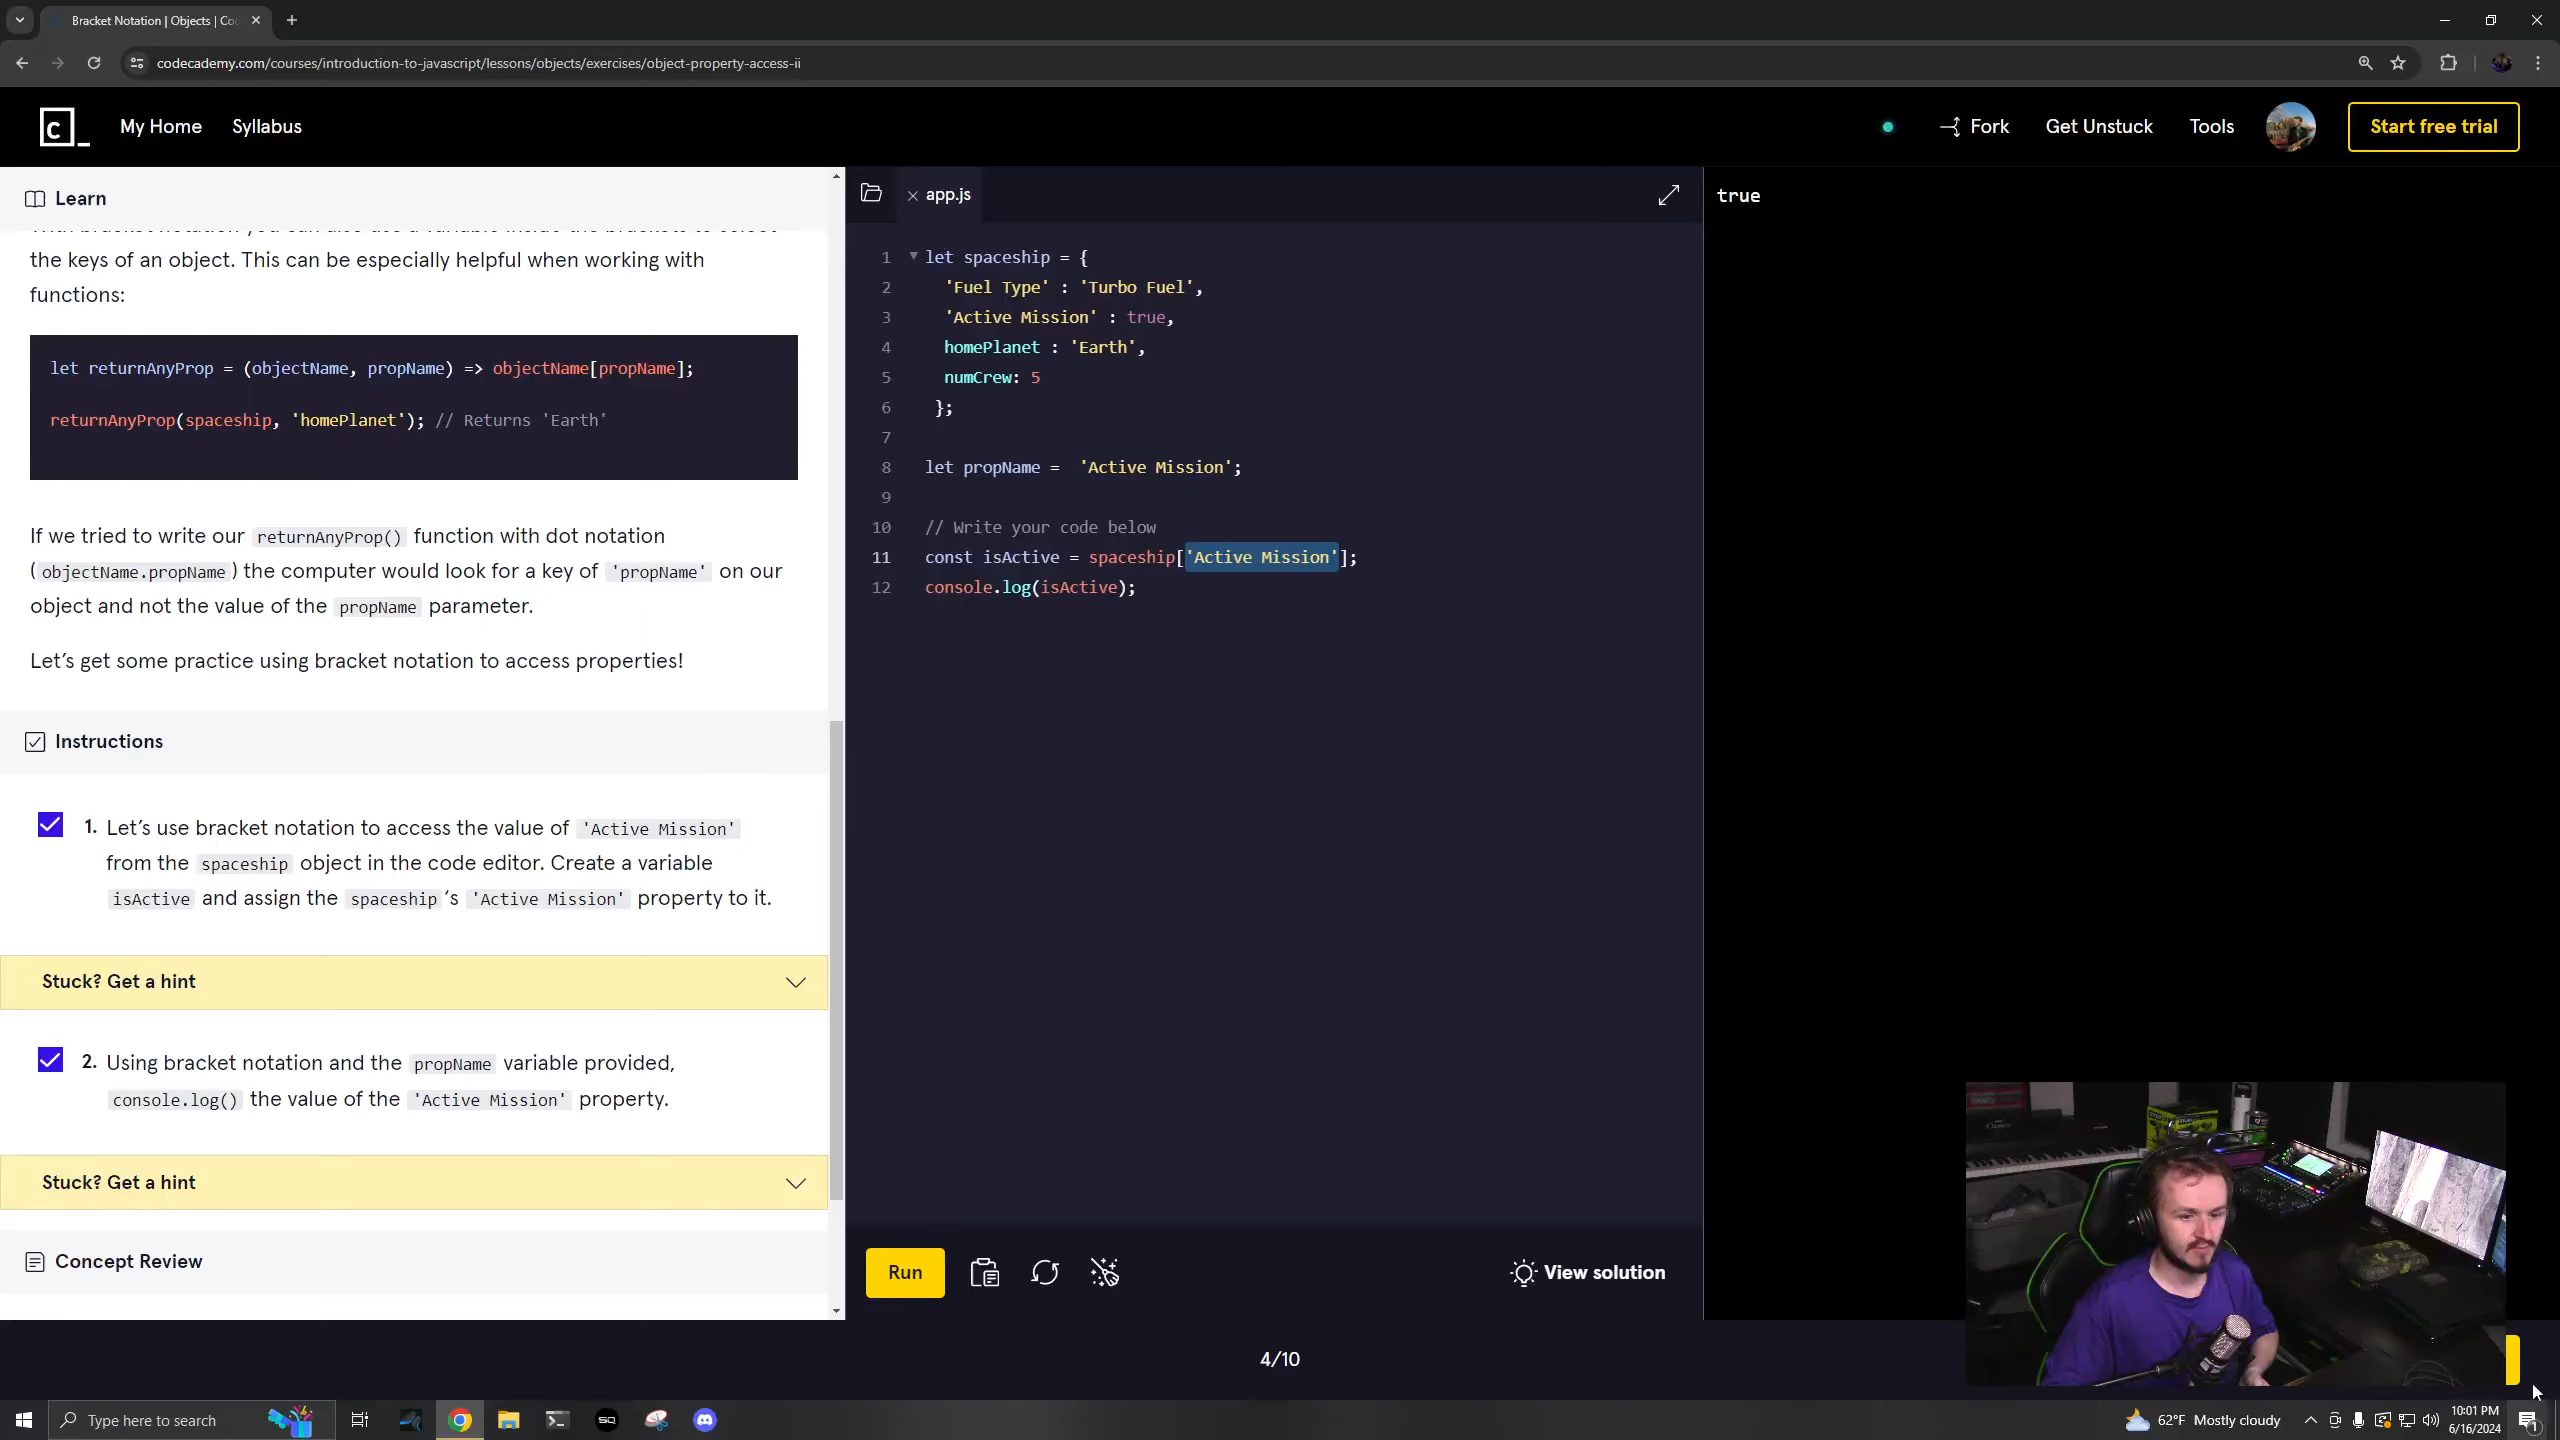 Bracket Notation | Objects | Co
codecademy.com/courses/introduction-to-javascript/lessons/objects/exercises/object-property-access-ii
c_
My Home
Syllabus
Fork
Get Unstuck
Tools
Start free trial
Learn
the keys of an object. This can be especially helpful when working with
functions:
let returnAnyProp = (objectName, propName) => objectName[propName];
returnAnyProp(spaceship, 'homePlanet'); // Returns 'Earth'
If we tried to write our returnAnyProp() function with dot notation
(objectName.propName) the computer would look for a key of 'propName' on our
object and not the value of the propName parameter.
Let's get some practice using bracket notation to access properties!
Instructions
1. Let's use bracket notation to access the value of 'Active Mission'
from the spaceship object in the code editor. Create a variable
isActive and assign the spaceship's 'Active Mission' property to it.
Stuck? Get a hint
2. Using bracket notation and the propName variable provided,
console.log() the value of the 'Active Mission' property.
Stuck? Get a hint
Concept Review
app.js
1 let spaceship = {
2 'Fuel Type' : 'Turbo Fuel',
3 'Active Mission' : true,
4 homePlanet : 'Earth',
5 numCrew: 5
6 };
7
8 let propName =  'Active Mission';
9
10 // Write your code below
11 const isActive = spaceship['Active Mission'];
12 console.log(isActive);
Run
View solution
true
4/10
Type here to search
SQ
62°F Mostly cloudy
10:01 PM
6/16/2024
1